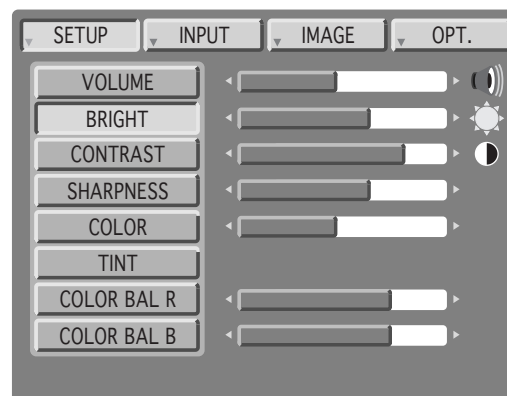 SETUP INPUT IMAGE OPT.
VOLUME
BRIGHT
CONTRAST
SHARPNESS
COLOR
TINT
COLOR BAL R
COLOR BAL B